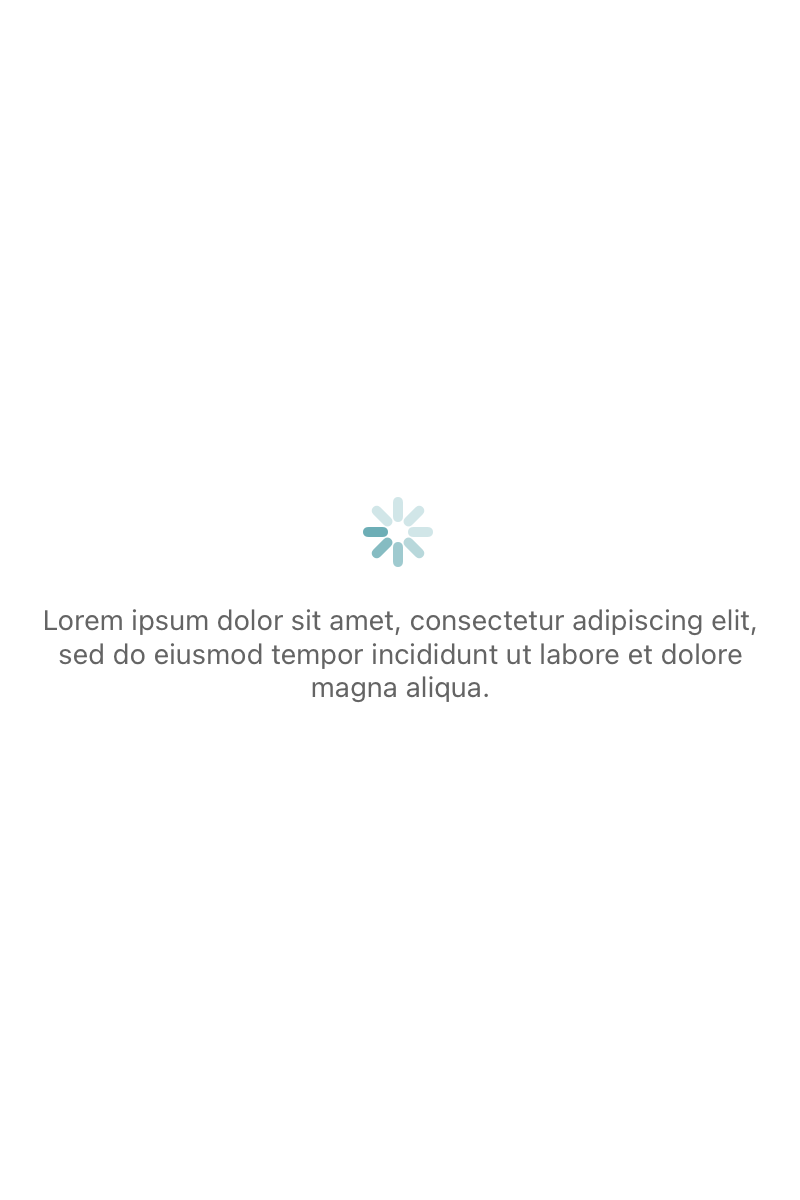 Lorem ipsum dolor sit amet, consectetur adipiscing elit,
sed do eiusmod tempor incididunt ut labore et dolore
magna aliqua.